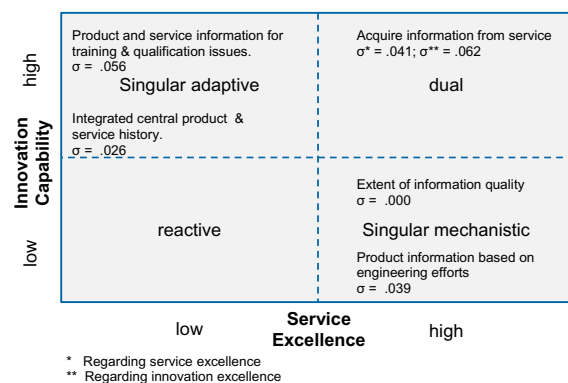 Product and service information for
training & qualification issues.
σ = .056
Singular adaptive
Integrated central product &
service history.
σ = .026
Acquire information from service
σ* = .041; σ** = .062
dual
reactive
Extent of information quality
σ = .000
Singular mechanistic
Product information based on
engineering efforts
σ = .039
high
Innovation
Capability
low
low
Service
Excellence
high
* Regarding service excellence
** Regarding innovation excellence